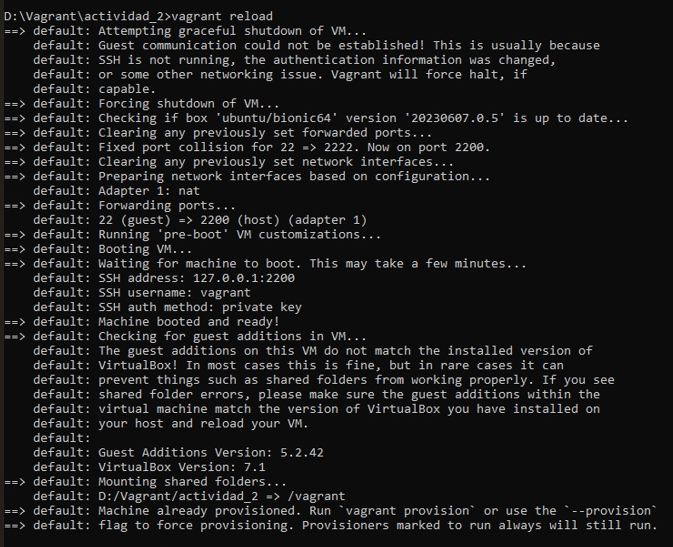 D:\Vagrant\actividad_2>vagrant reload
==> default: Attempting graceful shutdown of VM...
    default: Guest communication could not be established! This is usually because
    default: SSH is not running, the authentication information was changed,
    default: or some other networking issue. Vagrant will force halt, if
    default: capable.
==> default: Forcing shutdown of VM...
==> default: Checking if box 'ubuntu/bionic64' version '20230607.0.5' is up to date...
==> default: Clearing any previously set forwarded ports...
==> default: Fixed port collision for 22 => 2222. Now on port 2200.
==> default: Clearing any previously set network interfaces...
==> default: Preparing network interfaces based on configuration...
    default: Adapter 1: nat
==> default: Forwarding ports...
    default: 22 (guest) => 2200 (host) (adapter 1)
==> default: Running 'pre-boot' VM customizations...
==> default: Booting VM...
==> default: Waiting for machine to boot. This may take a few minutes...
    default: SSH address: 127.0.0.1:2200
    default: SSH username: vagrant
    default: SSH auth method: private key
==> default: Machine booted and ready!
==> default: Checking for guest additions in VM...
    default: The guest additions on this VM do not match the installed version of
    default: VirtualBox! In most cases this is fine, but in rare cases it can
    default: prevent things such as shared folders from working properly. If you see
    default: shared folder errors, please make sure the guest additions within the
    default: virtual machine match the version of VirtualBox you have installed on
    default: your host and reload your VM.
    default:
    default: Guest Additions Version: 5.2.42
    default: VirtualBox Version: 7.1
==> default: Mounting shared folders...
    default: D:/Vagrant/actividad_2 => /vagrant
==> default: Machine already provisioned. Run `vagrant provision` or use the `--provision`
==> default: flag to force provisioning. Provisioners marked to run always will still run.